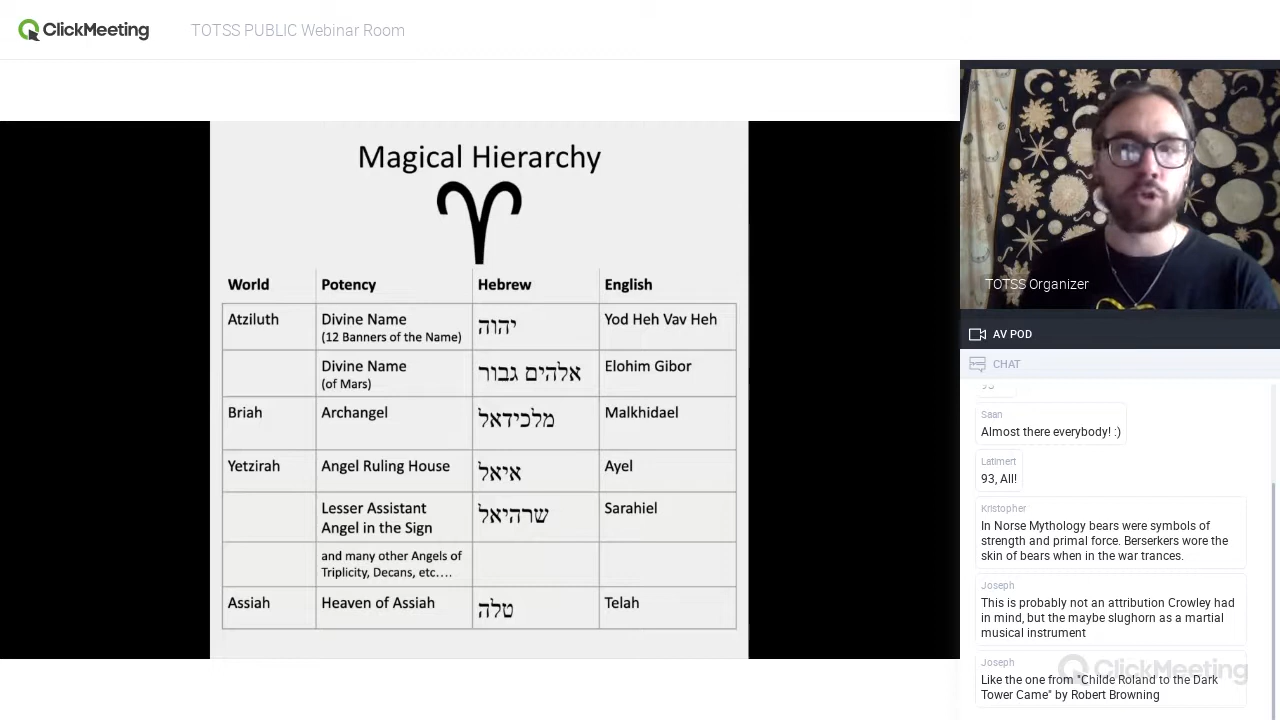 ClickMeeting
TOTSS PUBLIC Webinar Room
Magical Hierarchy
World Potency Hebrew English
Atziluth Divine Name יהוה Yod Heh Vav Heh
(12 Banners of the Name)
Divine Name אלהים גבור Elohim Gibor
(of Mars)
Briah Archangel מלכידאל Malkhidael
Yetzirah Angel Ruling House איאל Ayel
Lesser Assistant שרהיאל Sarahiel
Angel in the Sign
and many other Angels of
Triplicity, Decans, etc….
Assiah Heaven of Assiah טלה Telah
TOTSS Organizer
AV POD
CHAT
93
Saan
Almost there everybody! :)
Latimert
93, All!
Kristopher
In Norse Mythology bears were symbols of
strength and primal force. Berserkers wore the
skin of bears when in the war trances.
Joseph
This is probably not an attribution Crowley had
in mind, but the maybe slughorn as a martial
musical instrument
Joseph
Like the one from "Childe Roland to the Dark
Tower Came" by Robert Browning
ClickMeeting